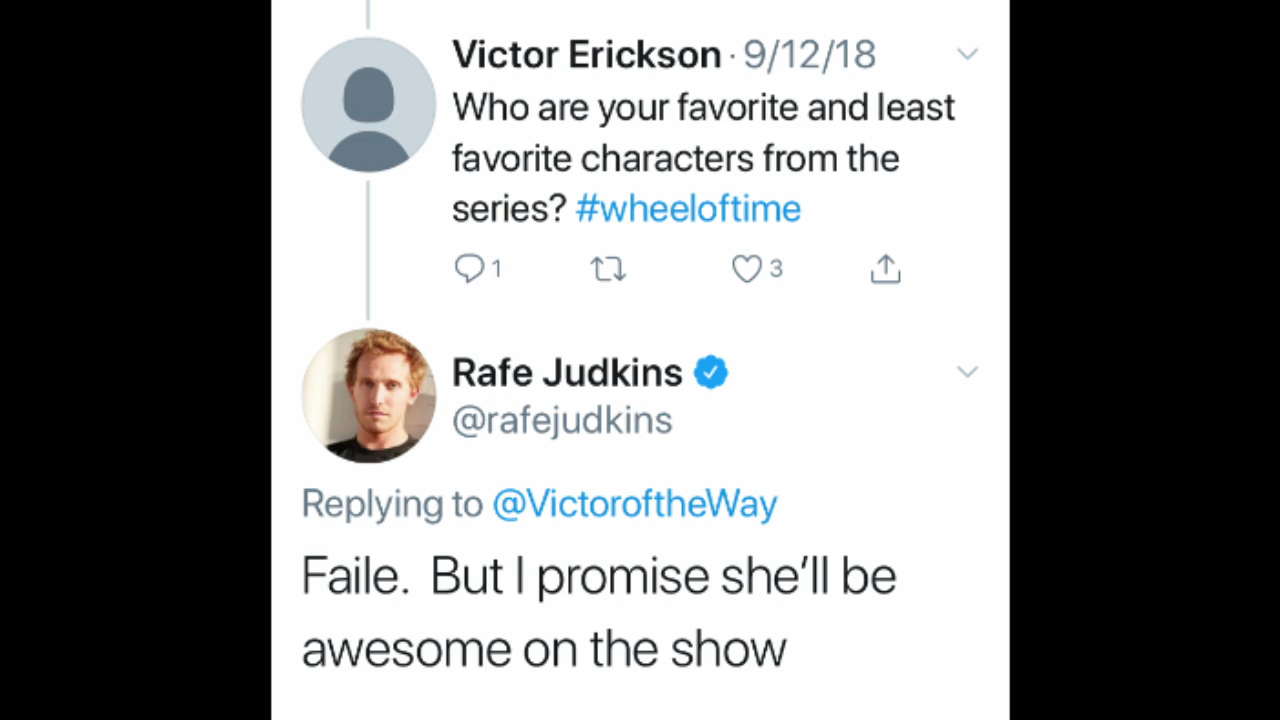 Victor Erickson · 9/12/18
Who are your favorite and least
favorite characters from the
series? #wheeloftime
1 3
Rafe Judkins
@rafejudkins
Replying to @VictoroftheWay
Faile.  But I promise she'll be
awesome on the show